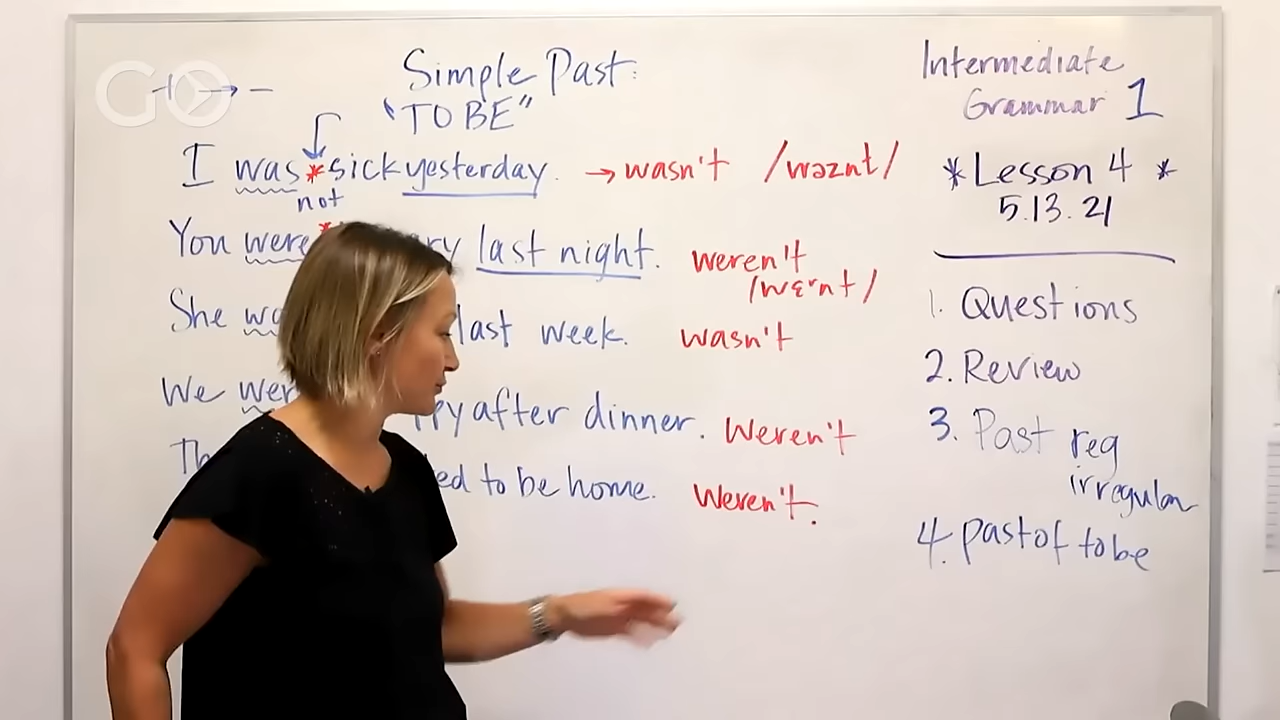 GO
Simple Past:
"TO BE"
I was * sick yesterday. → wasn't /wəznt/
not
You were * last night. weren't
/wɛrnt/
She last week. wasn't
We after dinner. Weren't
to be home. Weren't.
Intermediate
Grammar 1
* Lesson 4 *
5.13.21
1. Questions
2. Review
3. Past reg
irregular
4. past of to be